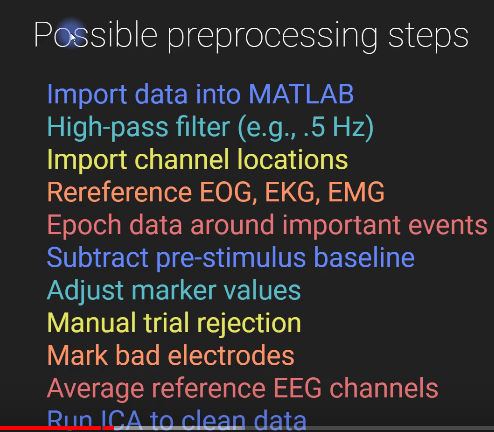 Possible preprocessing steps
Import data into MATLAB
High-pass filter (e.g., .5 Hz)
Import channel locations
Rereference EOG, EKG, EMG
Epoch data around important events
Subtract pre-stimulus baseline
Adjust marker values
Manual trial rejection
Mark bad electrodes
Average reference EEG channels
Run ICA to clean data